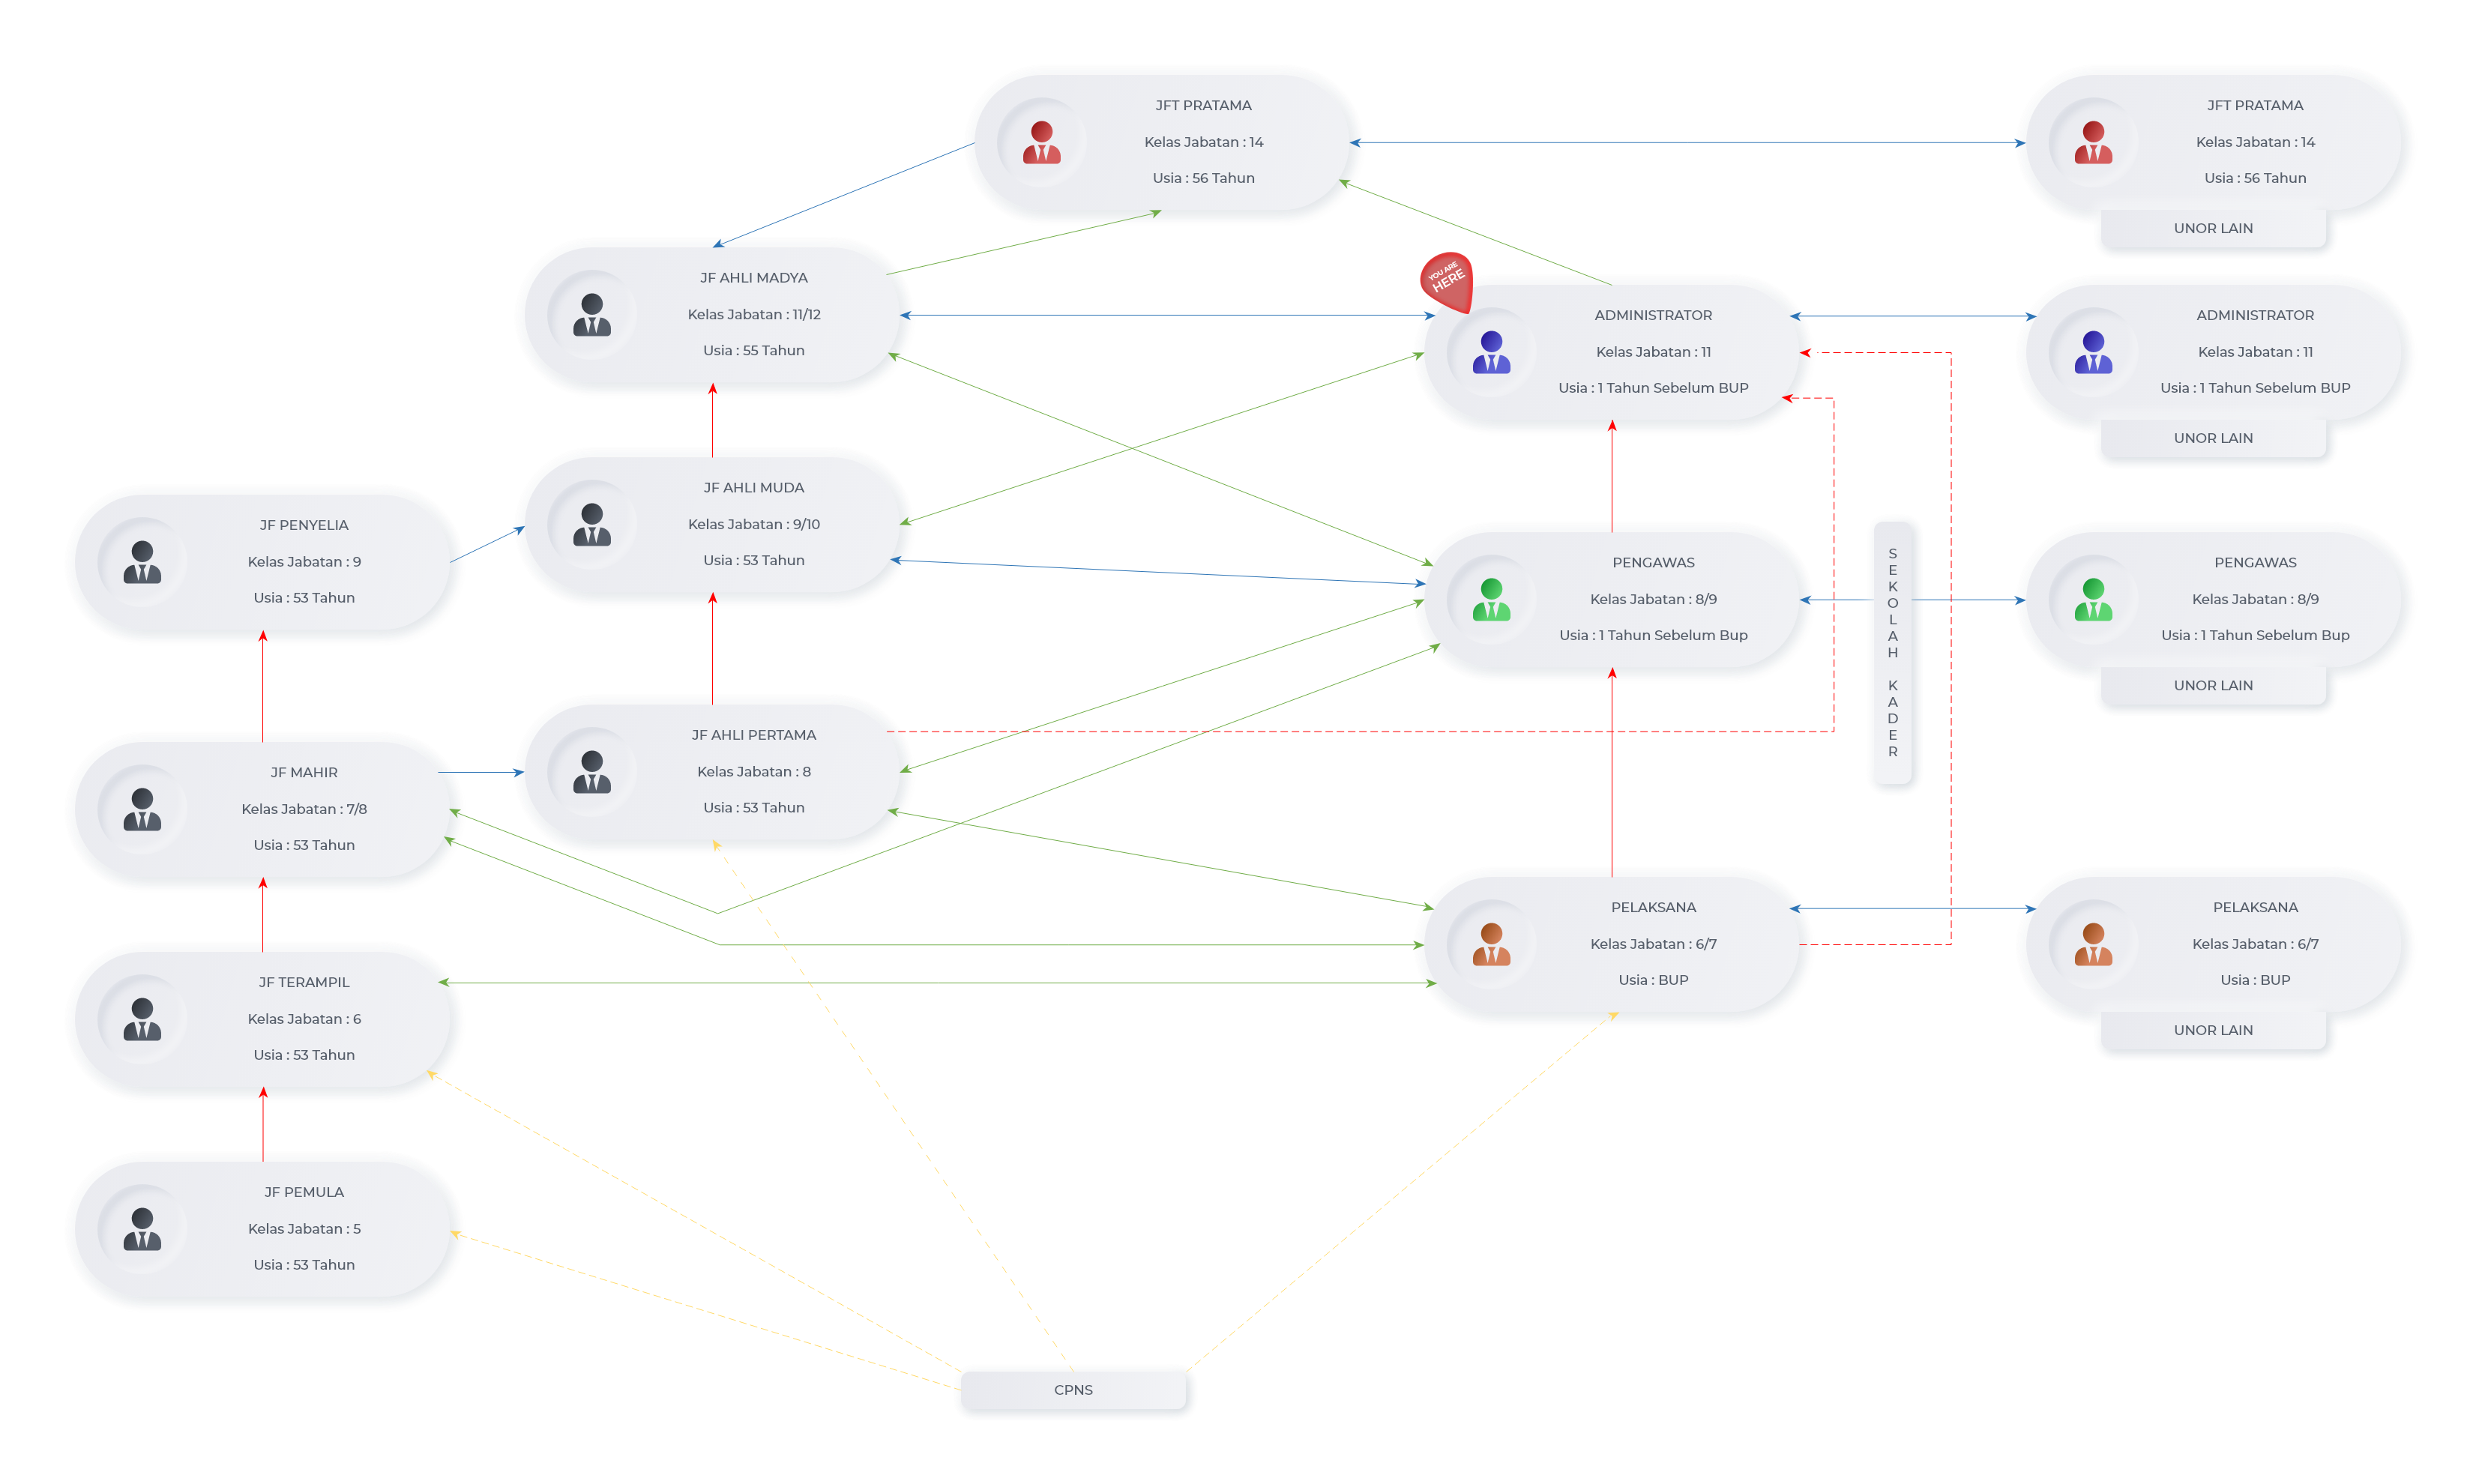 JFT PRATAMA
Kelas Jabatan : 14
Usia : 56 Tahun
JFT PRATAMA
Kelas Jabatan : 14
Usia : 56 Tahun
UNOR LAIN
JF AHLI MADYA
Kelas Jabatan : 11/12
Usia : 55 Tahun
YOU ARE
HERE
ADMINISTRATOR
Kelas Jabatan : 11
Usia : 1 Tahun Sebelum BUP
ADMINISTRATOR
Kelas Jabatan : 11
Usia : 1 Tahun Sebelum BUP
UNOR LAIN
JF PENYELIA
Kelas Jabatan : 9
Usia : 53 Tahun
JF AHLI MUDA
Kelas Jabatan : 9/10
Usia : 53 Tahun
PENGAWAS
Kelas Jabatan : 8/9
Usia : 1 Tahun Sebelum Bup
SEKOLAH KADER
PENGAWAS
Kelas Jabatan : 8/9
Usia : 1 Tahun Sebelum Bup
UNOR LAIN
JF MAHIR
Kelas Jabatan : 7/8
Usia : 53 Tahun
JF AHLI PERTAMA
Kelas Jabatan : 8
Usia : 53 Tahun
PELAKSANA
Kelas Jabatan : 6/7
Usia : BUP
PELAKSANA
Kelas Jabatan : 6/7
Usia : BUP
UNOR LAIN
JF TERAMPIL
Kelas Jabatan : 6
Usia : 53 Tahun
JF PEMULA
Kelas Jabatan : 5
Usia : 53 Tahun
CPNS